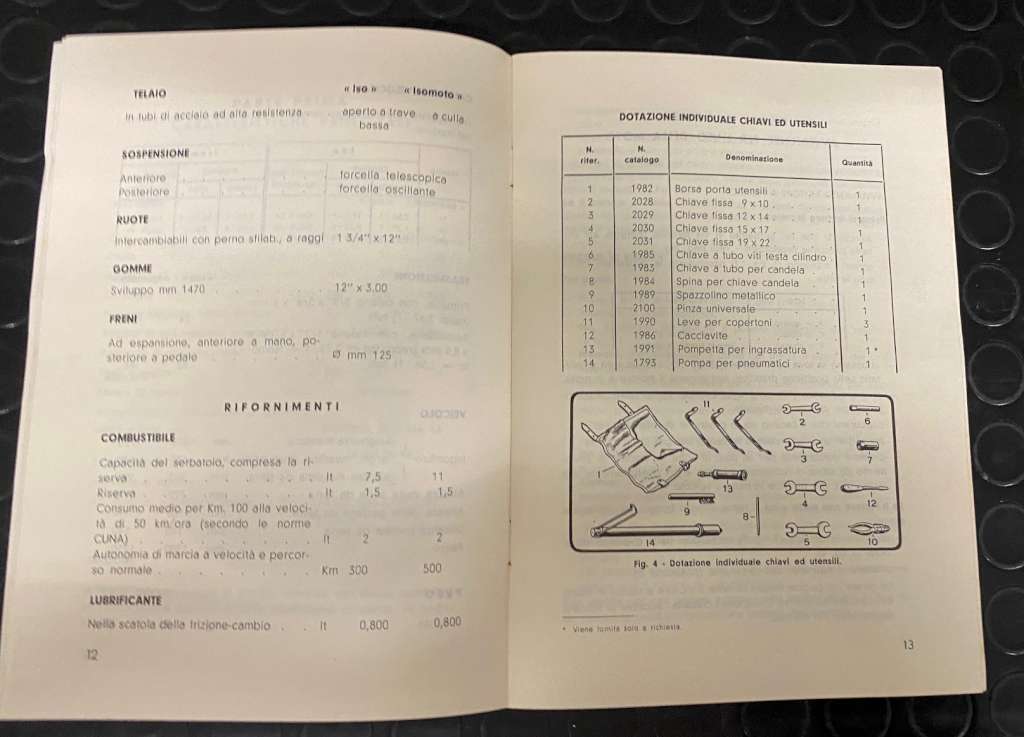 TELAIO « Iso » « Isomoto »
in tubi di acciaio ad alta resistenza . . aperto a trave a culla
bassa
SOSPENSIONE
Anteriore . . . . . . forcella telescopica
Posteriore . . . . . . forcella oscillante
RUOTE
Intercambiabili con perno sfilab., a raggi 1 3/4" x 12"
GOMME
Sviluppo mm 1470 . . . . . 12" x 3.00
FRENI
Ad espansione, anteriore a mano, po-
steriore a pedale . . . . . Ø mm 125
RIFORNIMENTI
COMBUSTIBILE
Capacità del serbatoio, compresa la ri-
serva . . . . . . . lt 7,5 11
Riserva . . . . . . . lt 1,5 1,5
Consumo medio per Km. 100 alla veloci-
tà di 50 km/ora (secondo le norme
CUNA) . . . . . . . lt 2 2
Autonomia di marcia a velocità e percor-
so normale . . . . . . . Km 300 500
LUBRIFICANTE
Nella scatola della frizione-cambio . . lt 0,800 0,800
12
DOTAZIONE INDIVIDUALE CHIAVI ED UTENSILI
N. rifer. N. catalogo Denominazione Quantità
1 1982 Borsa porta utensili . . 1
2 2028 Chiave fissa 9 x 10 . . 1
3 2029 Chiave fissa 12 x 14 . . 1
4 2030 Chiave fissa 15 x 17 . . 1
5 2031 Chiave fissa 19 x 22 . . 1
6 1985 Chiave a tubo viti testa cilindro . 1
7 1983 Chiave a tubo per candela . 1
8 1984 Spina per chiave candela . 1
9 1989 Spazzolino metallico . . 1
10 2100 Pinza universale . . 1
11 1990 Leve per copertoni . . 3
12 1986 Cacciavite . . 1
13 1991 Pompetta per ingrassatura . 1 *
14 1793 Pompa per pneumatici . . 1
11
2
6
3
7
1
13
9
8
4
12
14
5
10
Fig. 4 - Dotazione individuale chiavi ed utensili.
* Viene fornita solo a richiesta.
13